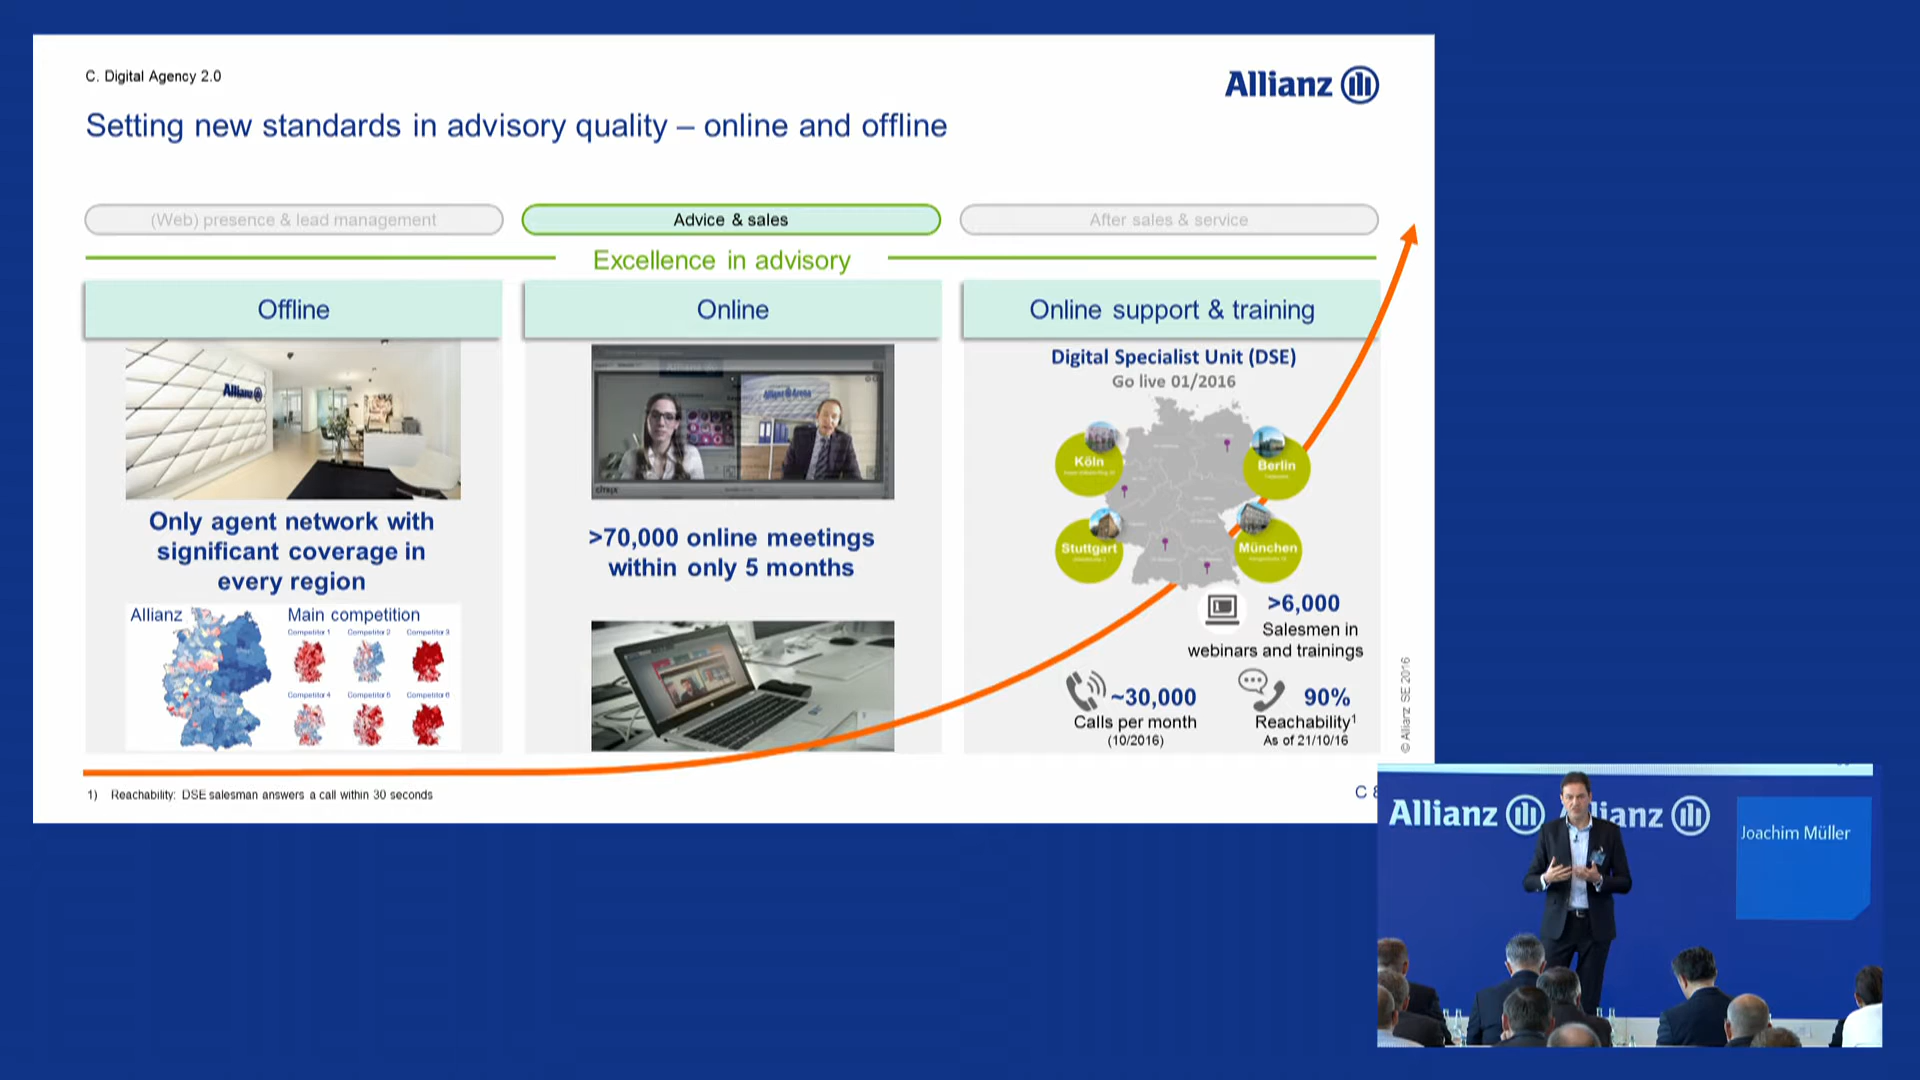 C. Digital Agency 2.0
Allianz
Setting new standards in advisory quality – online and offline
(Web) presence & lead management
Advice & sales
After sales & service
Excellence in advisory
Offline
Online
Online support & training
Allianz
Only agent network with
significant coverage in
every region
Allianz
Main competition
Competitor 1
Competitor 2
Competitor 3
Competitor 4
Competitor 5
Competitor 6
Allianz Arena
citrix
>70,000 online meetings
within only 5 months
Digital Specialist Unit (DSE)
Go live 01/2016
Köln
Berlin
Stuttgart
München
>6,000
Salesmen in
webinars and trainings
~30,000
Calls per month
(10/2016)
90%
Reachability¹
As of 21/10/16
© Allianz SE 2016
1) Reachability: DSE salesman answers a call within 30 seconds
C 8
Allianz
llianz
Joachim Müller